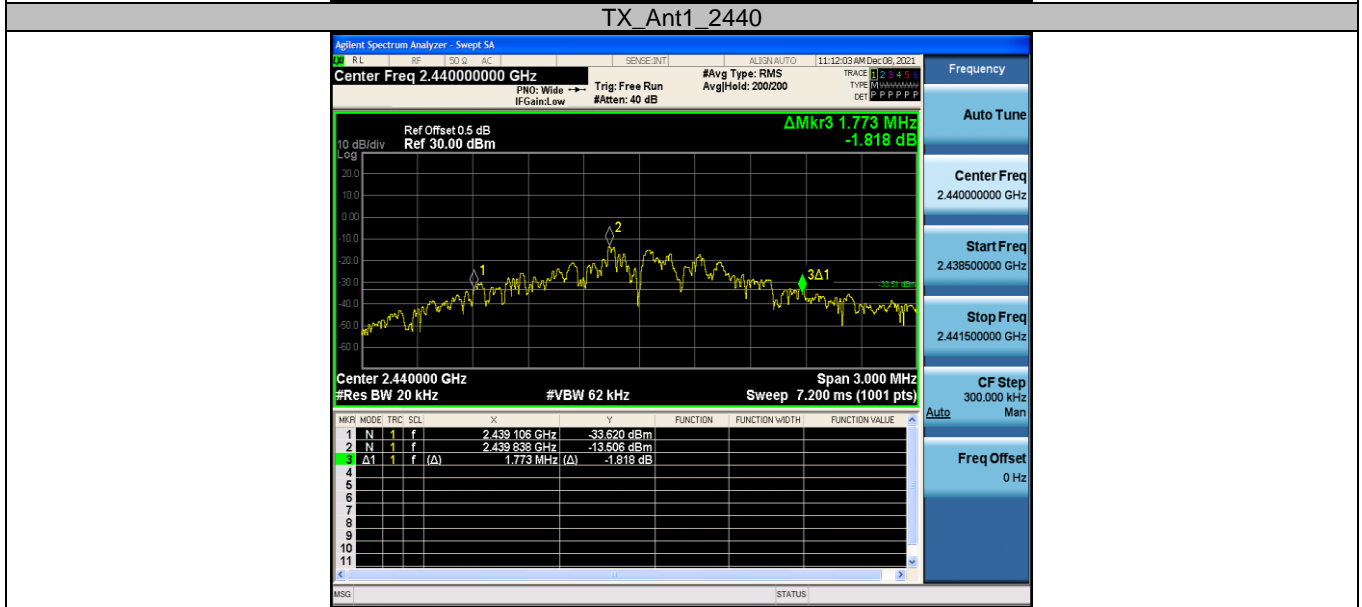 TX_Ant1_2440
Agilent Spectrum Analyzer - Swept SA
RL RF 50 Ω AC SENSE:INT ALIGN AUTO 11:12:03 AM Dec 08, 2021
Center Freq 2.440000000 GHz #Avg Type: RMS TRACE 1 2 3 4 5 6
PNO: Wide Trig: Free Run Avg|Hold: 200/200 TYPE M
IFGain:Low #Atten: 40 dB DET P P P P P P
ΔMkr3 1.773 MHz
-1.818 dB
Ref Offset 0.5 dB
10 dB/div Ref 30.00 dBm
Log
20.0
10.0
0.00
-10.0
-20.0
-30.0
-40.0
-50.0
-60.0
1
2
3Δ1
-33.51 dBm
Center 2.440000 GHz Span 3.000 MHz
#Res BW 20 kHz #VBW 62 kHz Sweep 7.200 ms (1001 pts)
MKR MODE TRC SCL X Y FUNCTION FUNCTION WIDTH FUNCTION VALUE
1 N 1 f 2.439 106 GHz -33.620 dBm
2 N 1 f 2.439 838 GHz -13.506 dBm
3 Δ1 1 f (Δ) 1.773 MHz (Δ) -1.818 dB
4
5
6
7
8
9
10
11
MSG STATUS
Frequency
Auto Tune
Center Freq
2.440000000 GHz
Start Freq
2.438500000 GHz
Stop Freq
2.441500000 GHz
CF Step
300.000 kHz
Auto Man
Freq Offset
0 Hz